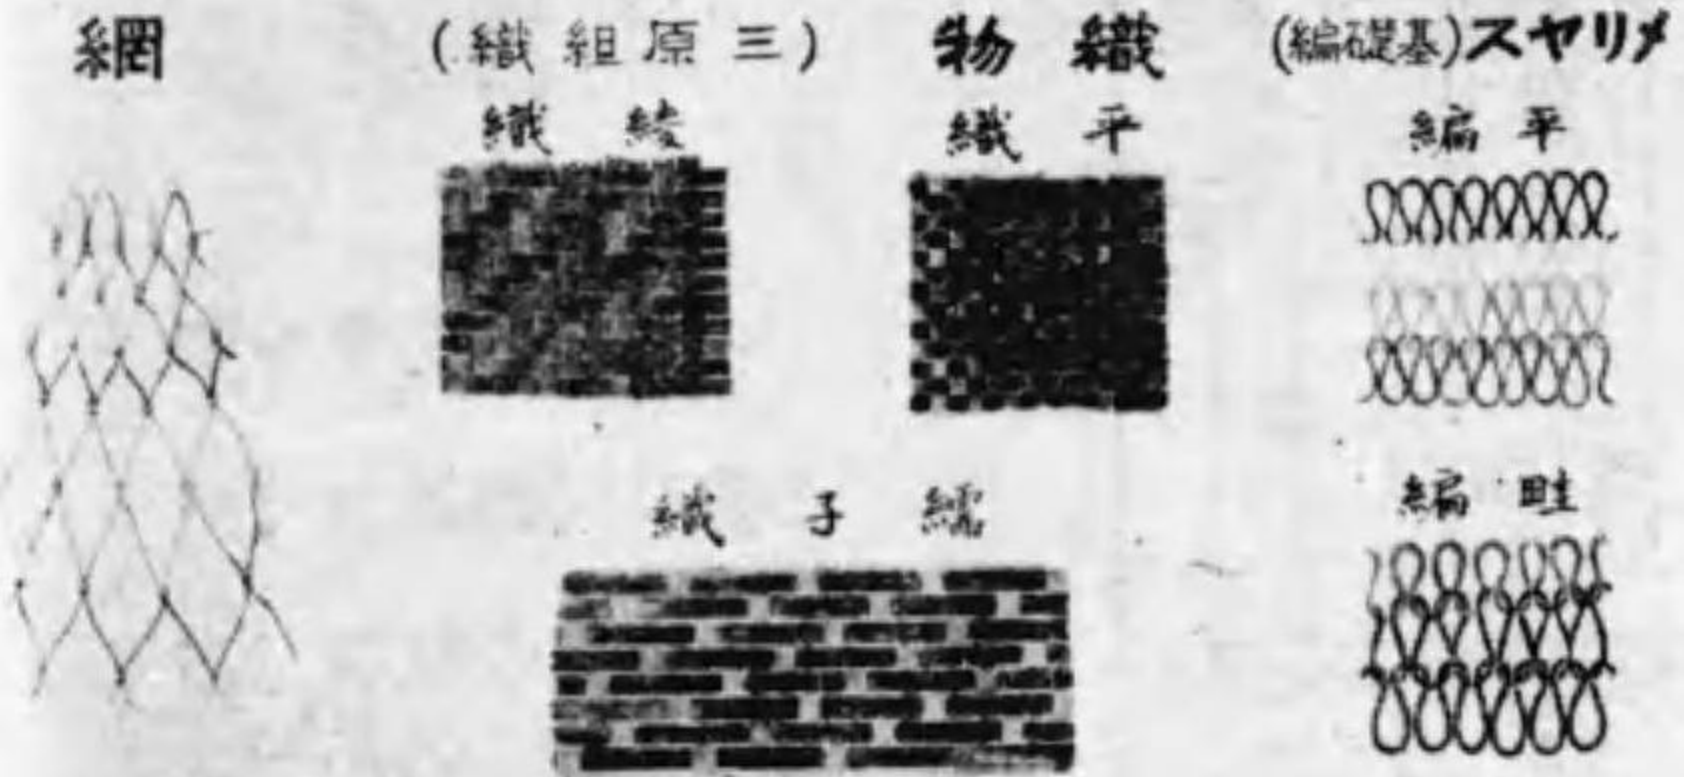 メリヤス(基礎編)
平編
畦編
織物
(三原組織)
平織
綾織
繻子織
網